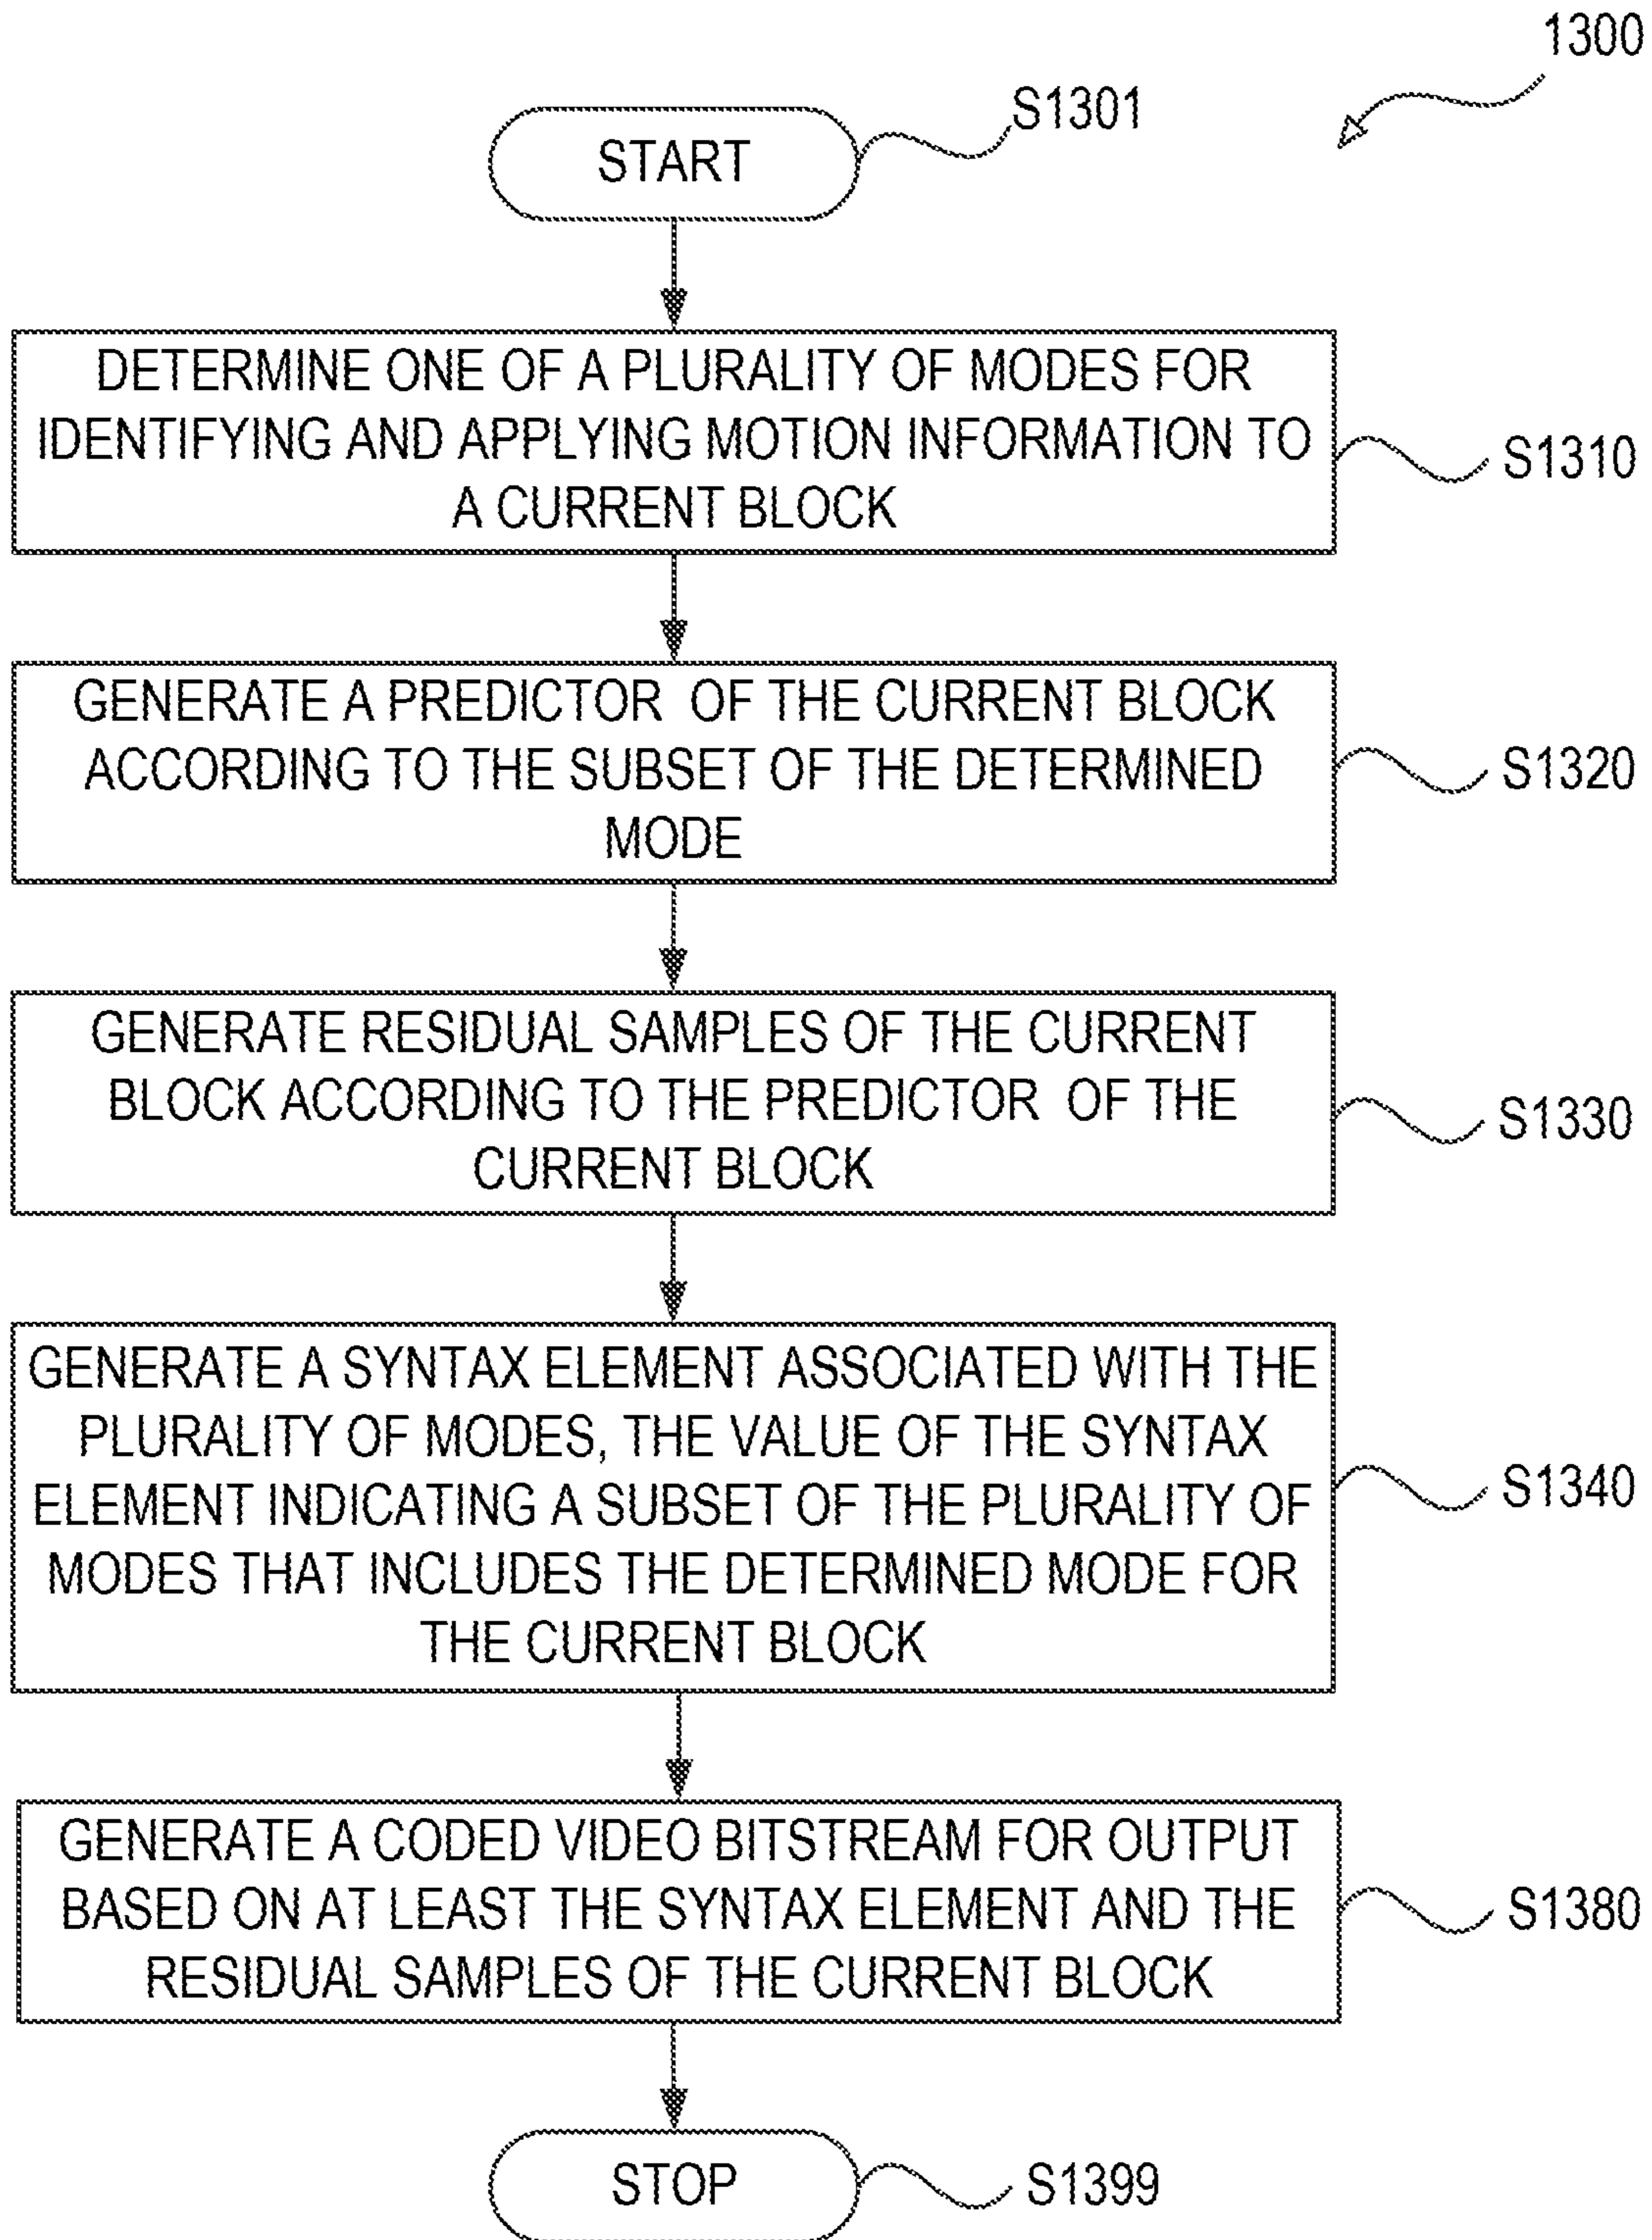 1300
START
S1301
DETERMINE ONE OF A PLURALITY OF MODES FOR
IDENTIFYING AND APPLYING MOTION INFORMATION TO
A CURRENT BLOCK
S1310
GENERATE A PREDICTOR OF THE CURRENT BLOCK
ACCORDING TO THE SUBSET OF THE DETERMINED
MODE
S1320
GENERATE RESIDUAL SAMPLES OF THE CURRENT
BLOCK ACCORDING TO THE PREDICTOR OF THE
CURRENT BLOCK
S1330
GENERATE A SYNTAX ELEMENT ASSOCIATED WITH THE
PLURALITY OF MODES, THE VALUE OF THE SYNTAX
ELEMENT INDICATING A SUBSET OF THE PLURALITY OF
MODES THAT INCLUDES THE DETERMINED MODE FOR
THE CURRENT BLOCK
S1340
GENERATE A CODED VIDEO BITSTREAM FOR OUTPUT
BASED ON AT LEAST THE SYNTAX ELEMENT AND THE
RESIDUAL SAMPLES OF THE CURRENT BLOCK
S1380
STOP
S1399